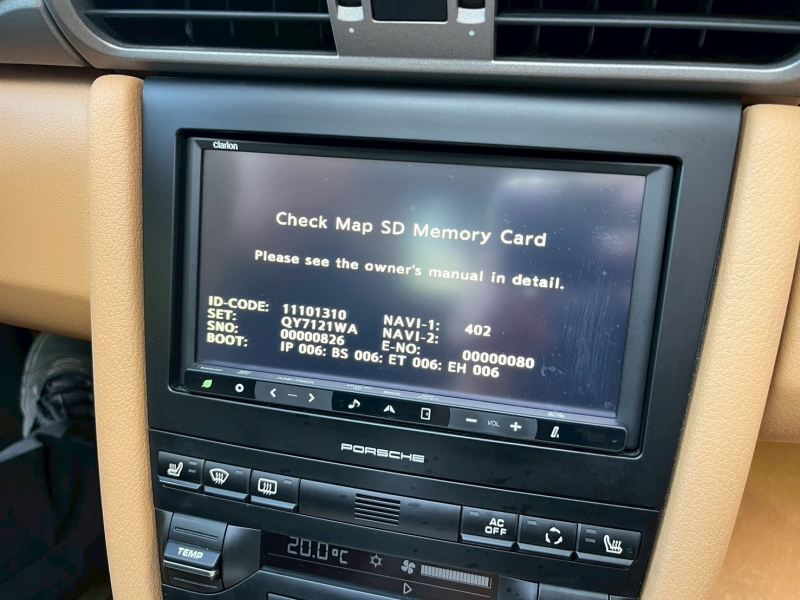 clarion
Check Map SD Memory Card
Please see the owner's manual in detail.
ID-CODE: 11101310 NAVI-1: 402
SET: QY7121WA NAVI-2:
SNO: 00000826 E-NO: 00000080
BOOT: IP 006: BS 006: ET 006: EH 006
VOL
PORSCHE
AC
OFF
TEMP
20.0°C